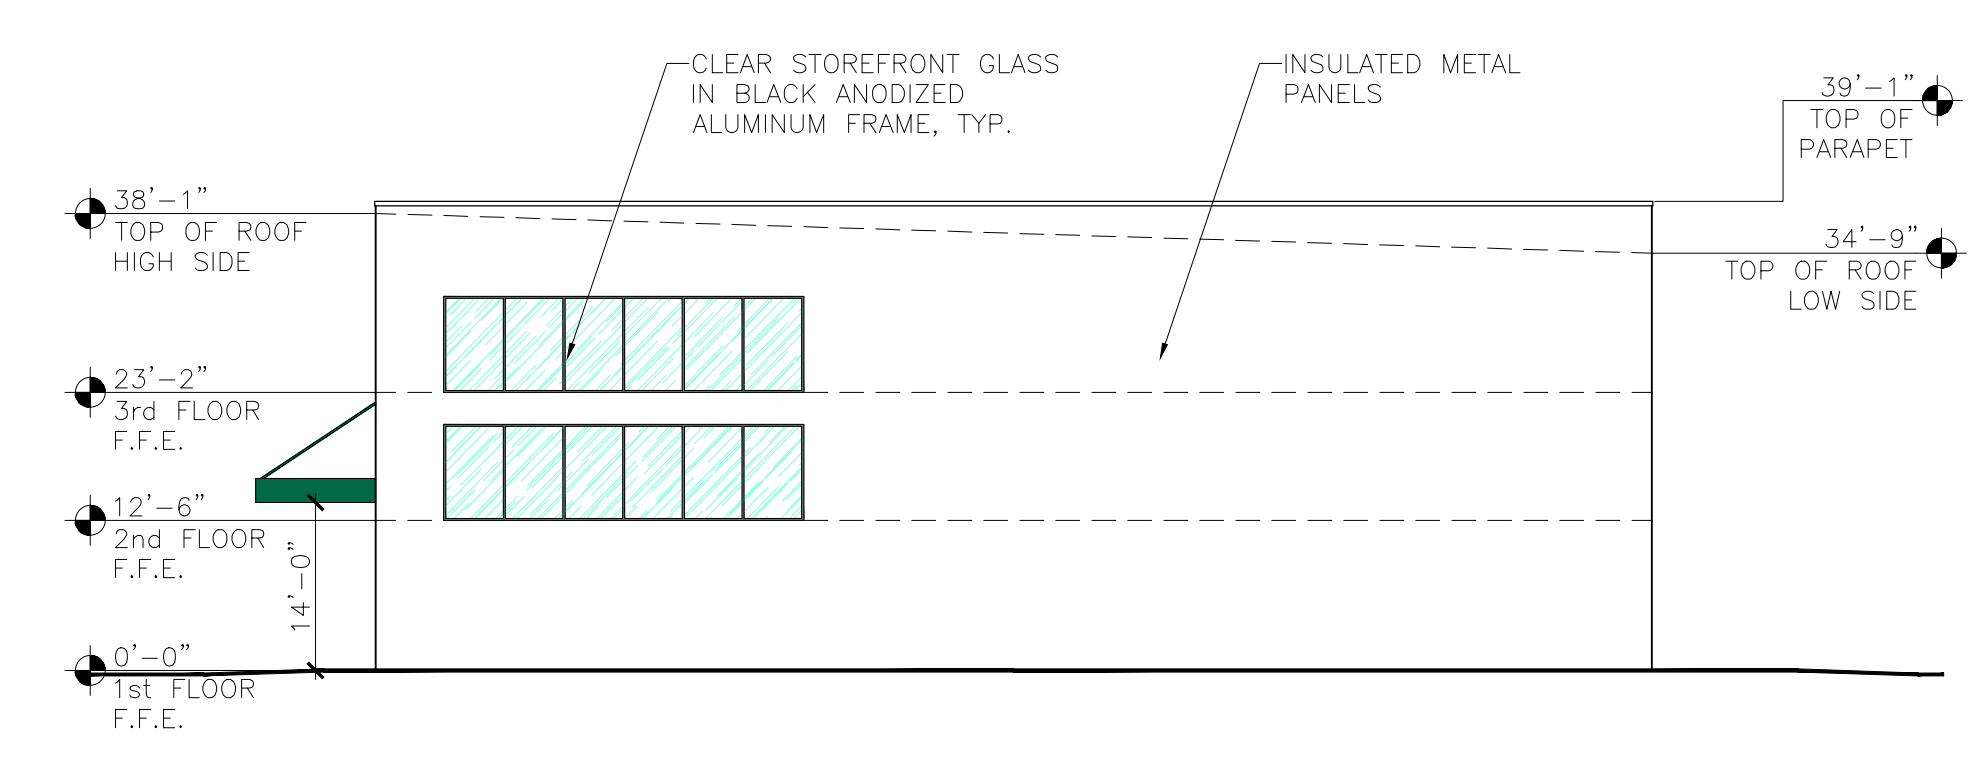 CLEAR STOREFRONT GLASS
IN BLACK ANODIZED
ALUMINUM FRAME, TYP.
INSULATED METAL
PANELS
39'-1"
TOP OF
PARAPET
38'-1"
TOP OF ROOF
HIGH SIDE
34'-9"
TOP OF ROOF
LOW SIDE
23'-2"
3rd FLOOR
F.F.E.
12'-6"
2nd FLOOR
F.F.E.
14'-0"
0'-0"
1st FLOOR
F.F.E.